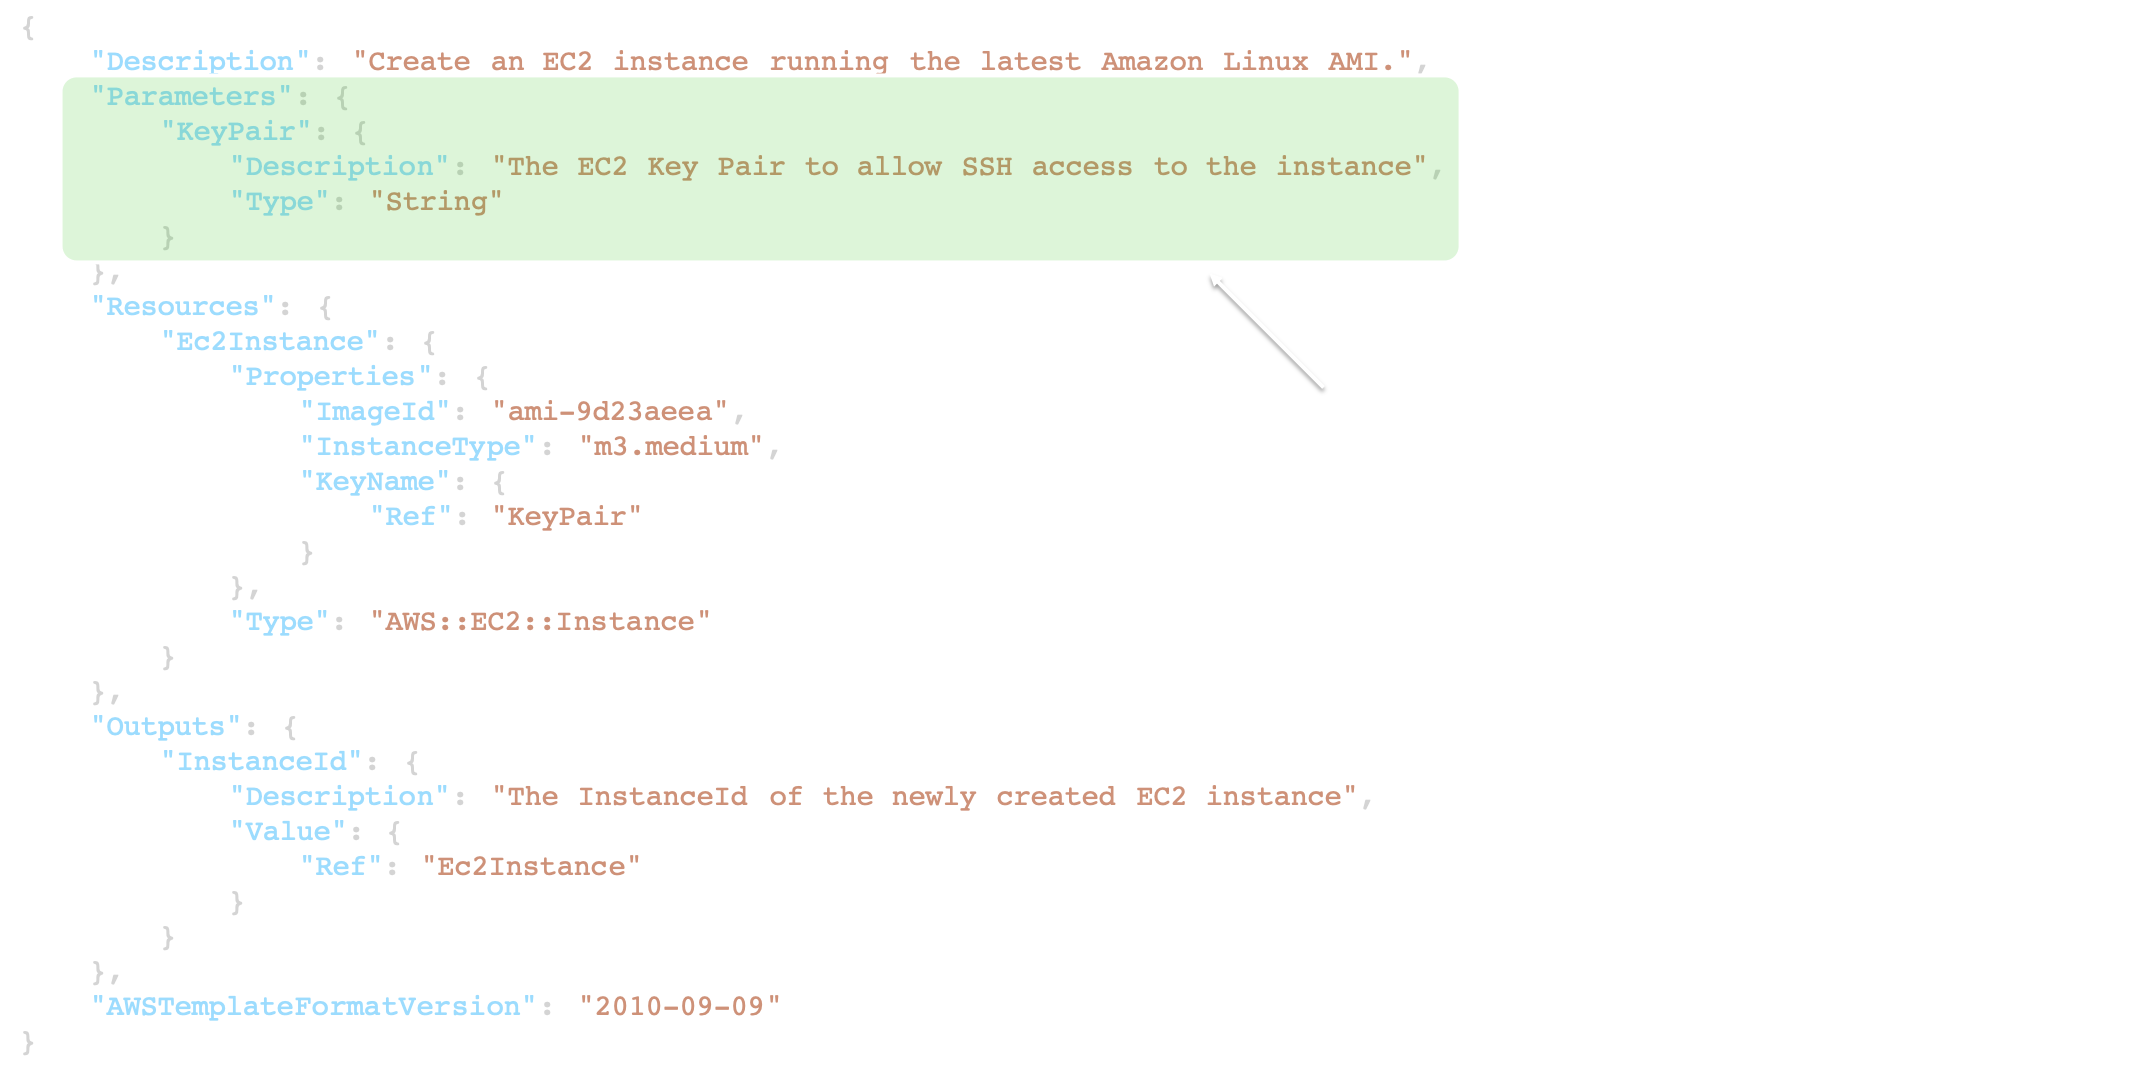 {
    "Description": "Create an EC2 instance running the latest Amazon Linux AMI.",
    "Parameters": {
        "KeyPair": {
            "Description": "The EC2 Key Pair to allow SSH access to the instance",
            "Type": "String"
        }
    },
    "Resources": {
        "Ec2Instance": {
            "Properties": {
                "ImageId": "ami-9d23aeea",
                "InstanceType": "m3.medium",
                "KeyName": {
                    "Ref": "KeyPair"
                }
            },
            "Type": "AWS::EC2::Instance"
        }
    },
    "Outputs": {
        "InstanceId": {
            "Description": "The InstanceId of the newly created EC2 instance",
            "Value": {
                "Ref": "Ec2Instance"
            }
        }
    },
    "AWSTemplateFormatVersion": "2010-09-09"
}